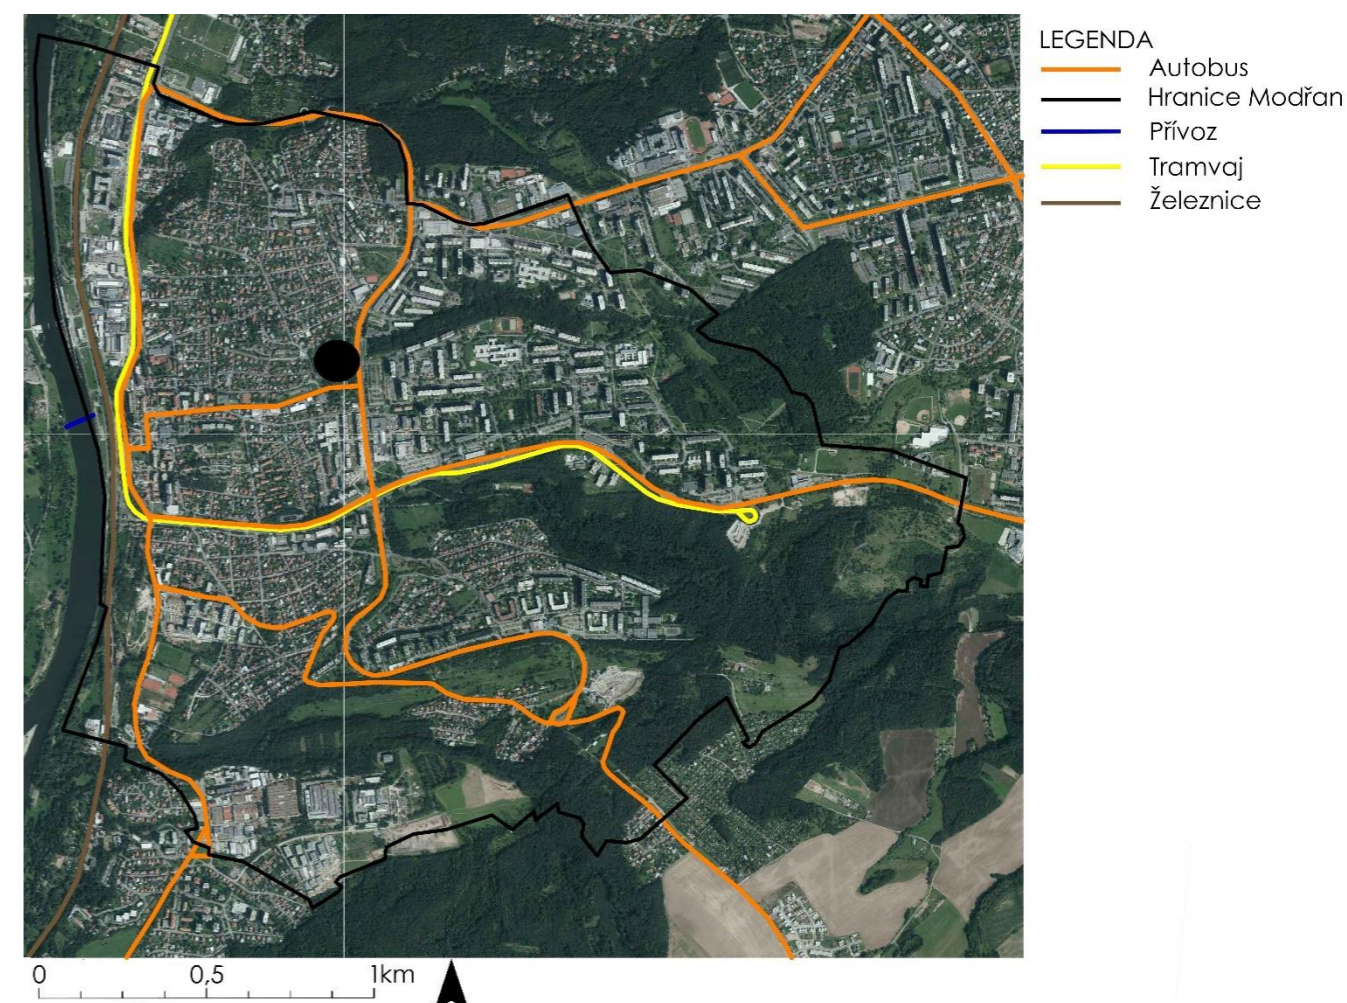 LEGENDA
Autobus
Hranice Modřan
Přívoz
Tramvaj
Železnice
0 0,5 1km